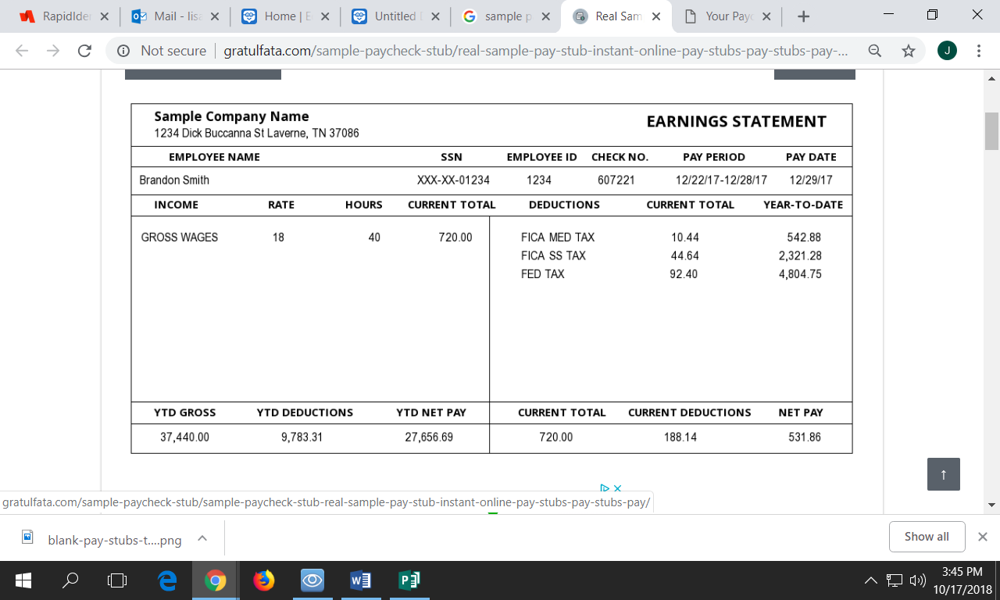 RapidIde
Mail - lisa
Home | E
Untitled
sample p
Real Sam
Your Payc
Not secure | gratulfata.com/sample-paycheck-stub/real-sample-pay-stub-instant-online-pay-stubs-pay-stubs-pay-...
J
Sample Company Name
EARNINGS STATEMENT
1234 Dick Buccanna St Laverne, TN 37086
EMPLOYEE NAME SSN EMPLOYEE ID CHECK NO. PAY PERIOD PAY DATE
Brandon Smith XXX-XX-01234 1234 607221 12/22/17-12/28/17 12/29/17
INCOME RATE HOURS CURRENT TOTAL DEDUCTIONS CURRENT TOTAL YEAR-TO-DATE
GROSS WAGES 18 40 720.00 FICA MED TAX 10.44 542.88
FICA SS TAX 44.64 2,321.28
FED TAX 92.40 4,804.75
YTD GROSS YTD DEDUCTIONS YTD NET PAY CURRENT TOTAL CURRENT DEDUCTIONS NET PAY
37,440.00 9,783.31 27,656.69 720.00 188.14 531.86
gratulfata.com/sample-paycheck-stub/sample-paycheck-stub-real-sample-pay-stub-instant-online-pay-stubs-pay-stubs-pay/
blank-pay-stubs-t....png
Show all
3:45 PM
10/17/2018